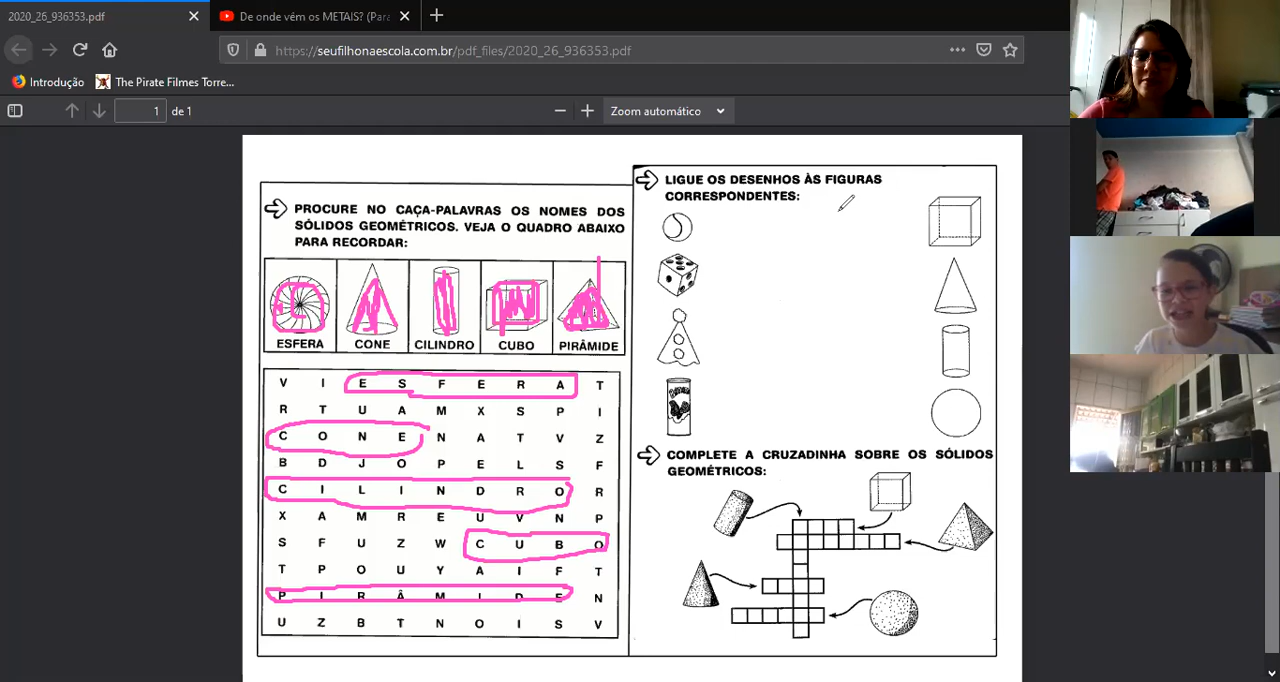 2020_26_936353.pdf
De onde vêm os METAIS? (Para
https://seufilhonaescola.com.br/pdf_files/2020_26_936353.pdf
Introdução
The Pirate Filmes Torre...
1 de 1
Zoom automático
PROCURE NO CAÇA-PALAVRAS OS NOMES DOS
SÓLIDOS GEOMÉTRICOS. VEJA O QUADRO ABAIXO
PARA RECORDAR:
ESFERA CONE CILINDRO CUBO PIRÂMIDE
V I E S F E R A T
R T U A M X S P I
C O N E N A T V Z
B D J O P E L S F
C I L I N D R O R
X A M R E U V N P
S F U Z W C U B O
T P O U Y A I F T
P I R Â M I D E N
U Z B T N O I S V
LIGUE OS DESENHOS ÀS FIGURAS
CORRESPONDENTES:
COMPLETE A CRUZADINHA SOBRE OS SÓLIDOS
GEOMÉTRICOS: